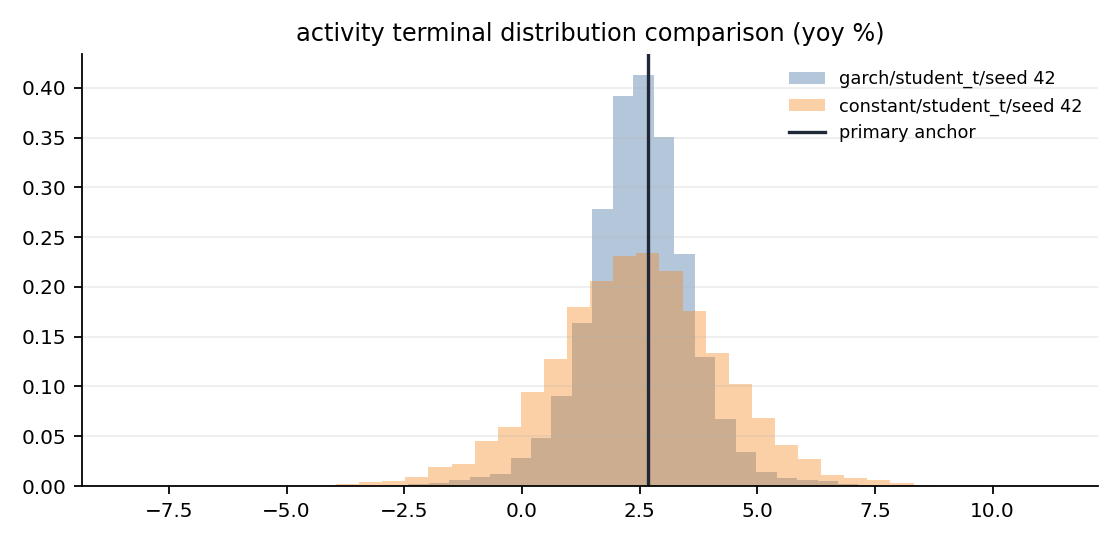 activity terminal distribution comparison (yoy %)
garch/student_t/seed 42
constant/student_t/seed 42
primary anchor
0.40
0.35
0.30
0.25
0.20
0.15
0.10
0.05
0.00
−7.5 −5.0 −2.5 0.0 2.5 5.0 7.5 10.0